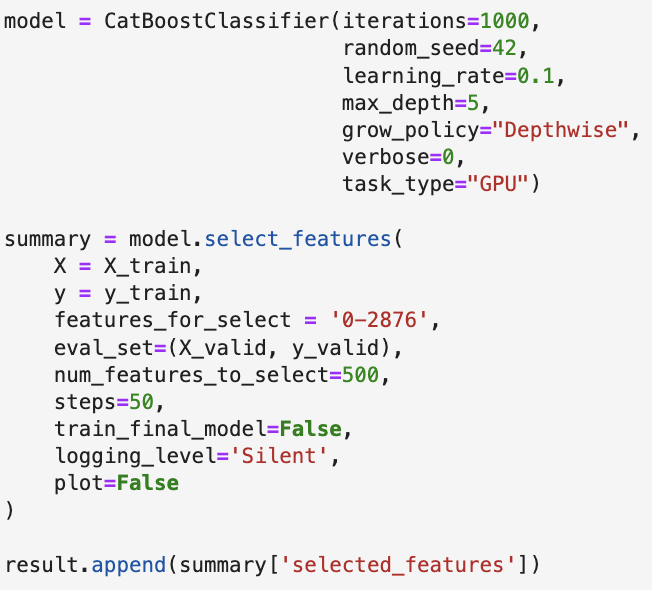 model = CatBoostClassifier(iterations=1000,
                           random_seed=42,
                           learning_rate=0.1,
                           max_depth=5,
                           grow_policy="Depthwise",
                           verbose=0,
                           task_type="GPU")

summary = model.select_features(
    X = X_train,
    y = y_train,
    features_for_select = '0-2876',
    eval_set=(X_valid, y_valid),
    num_features_to_select=500,
    steps=50,
    train_final_model=False,
    logging_level='Silent',
    plot=False
)

result.append(summary['selected_features'])